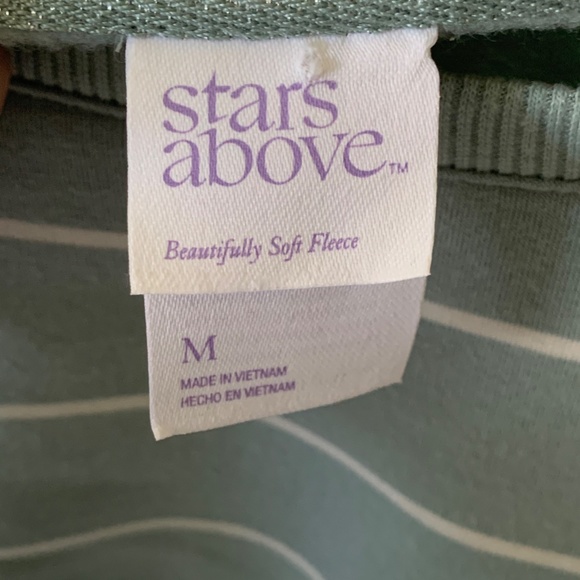 stars
above™
Beautifully Soft Fleece
M
MADE IN VIETNAM
HECHO EN VIETNAM